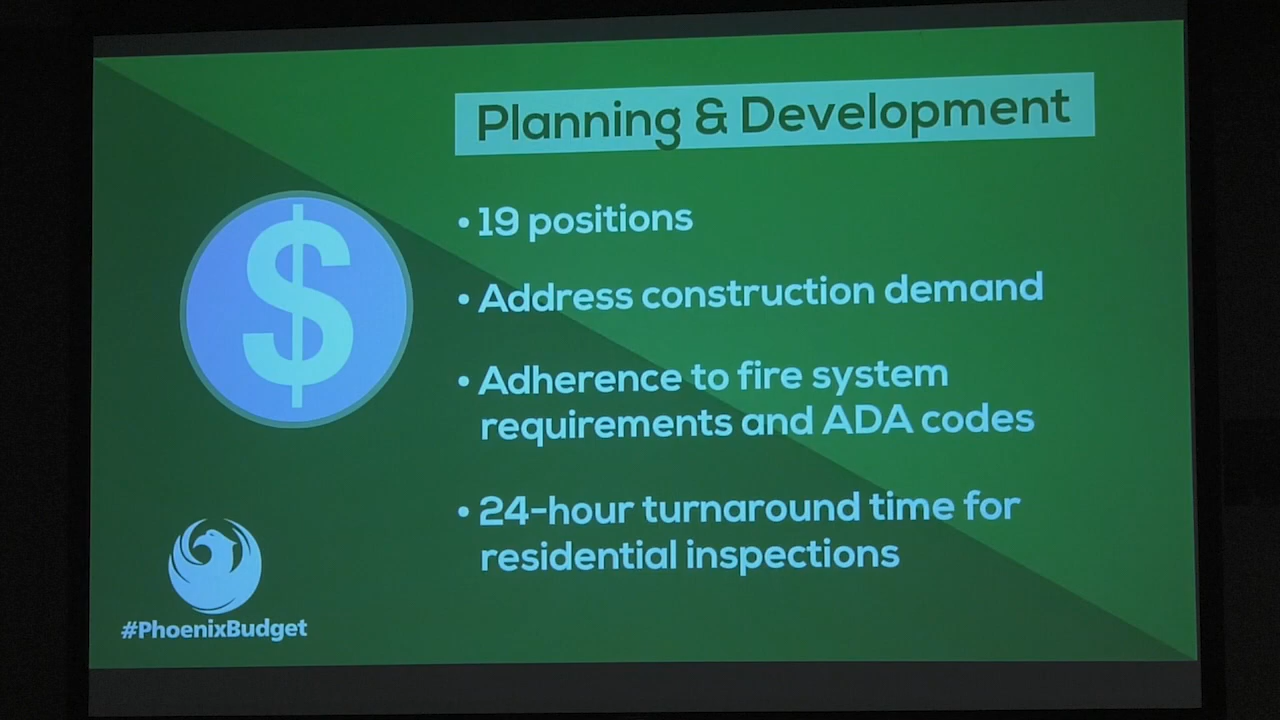 Planning & Development
• 19 positions
• Address construction demand
• Adherence to fire system
requirements and ADA codes
• 24-hour turnaround time for
residential inspections
$
#PhoenixBudget